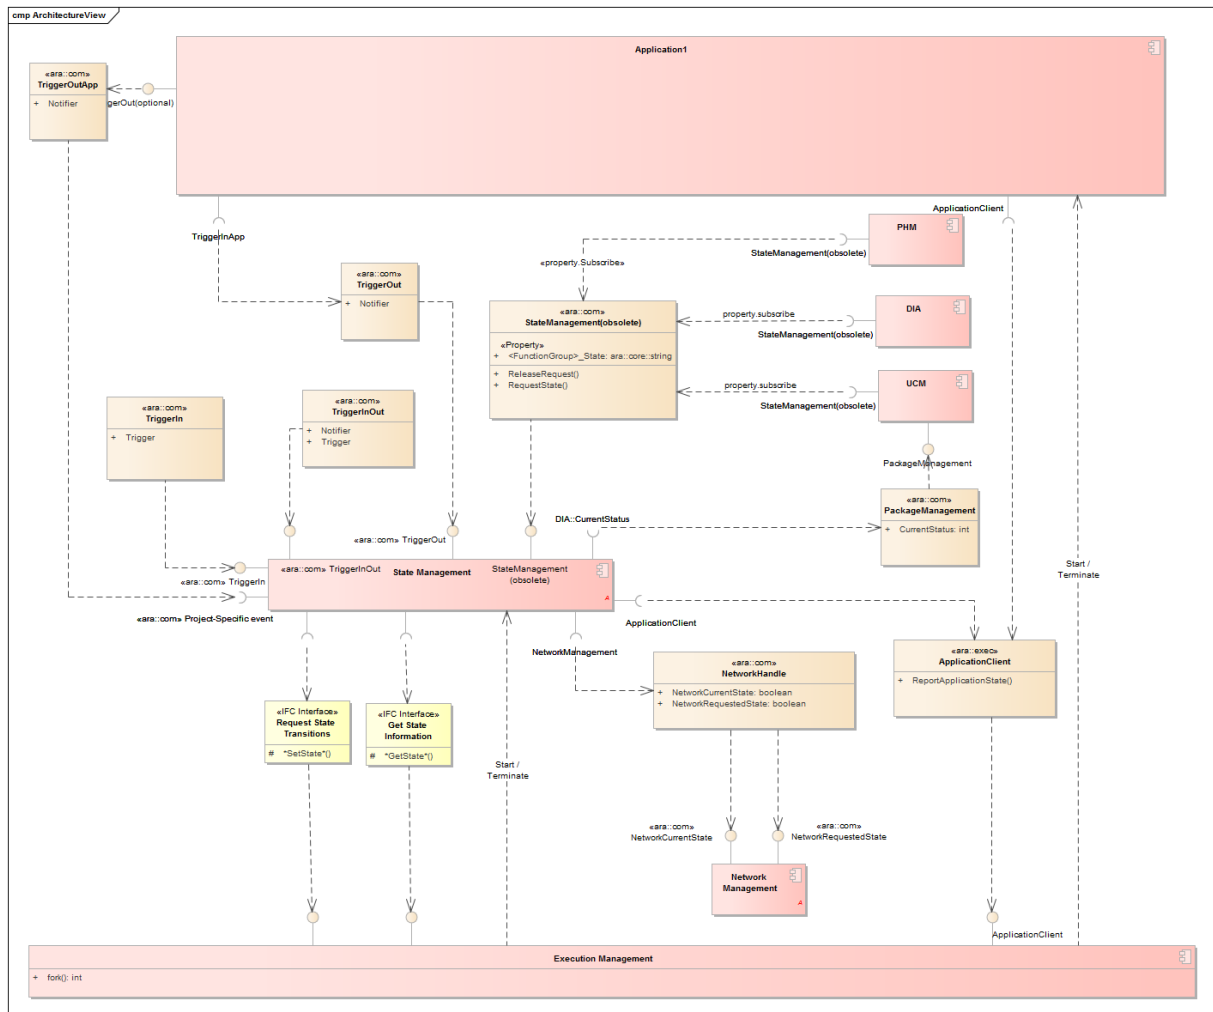 cmp ArchitectureView
Application1
«ara::com»
TriggerOutApp
+ Notifier
gerOut(optional)
TriggerInApp
ApplicationClient
PHM
StateManagement(obsolete)
«property.Subscribe»
«ara::com»
TriggerOut
+ Notifier
«ara::com»
StateManagement(obsolete)
«Property»
+ <FunctionGroup>_State: ara::core::string
+ ReleaseRequest()
+ RequestState()
DIA
property.subscribe
StateManagement(obsolete)
UCM
property.subscribe
StateManagement(obsolete)
«ara::com»
TriggerIn
+ Trigger
«ara::com»
TriggerInOut
+ Notifier
+ Trigger
PackageManagement
«ara::com»
PackageManagement
+ CurrentStatus: int
DIA::CurrentStatus
«ara::com» TriggerOut
«ara::com» TriggerIn
«ara::com» TriggerInOut
State Management
StateManagement
(obsolete)
A
Start /
Terminate
«ara::com» Project-Specific event
ApplicationClient
NetworkManagement
«ara::com»
NetworkHandle
+ NetworkCurrentState: boolean
+ NetworkRequestedState: boolean
«ara::exec»
ApplicationClient
+ ReportApplicationState()
«IFC Interface»
Request State
Transitions
# *SetState*()
«IFC Interface»
Get State
Information
# *GetState*()
Start /
Terminate
«ara::com»
NetworkCurrentState
«ara::com»
NetworkRequestedState
Network
Management
A
ApplicationClient
Execution Management
+ fork(): int